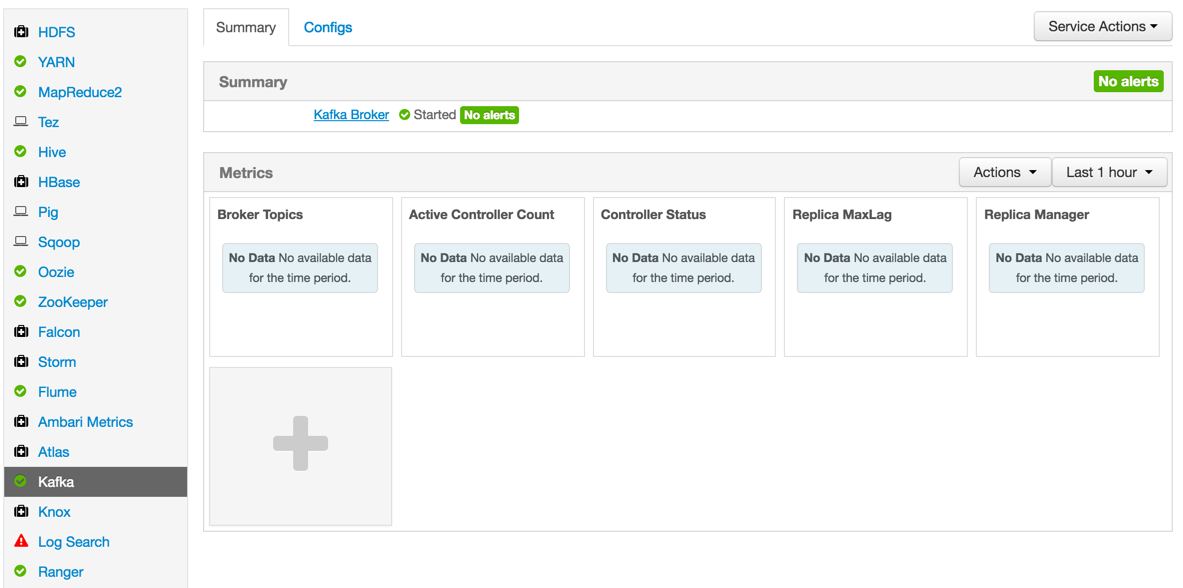 HDFS
YARN
MapReduce2
Tez
Hive
HBase
Pig
Sqoop
Oozie
ZooKeeper
Falcon
Storm
Flume
Ambari Metrics
Atlas
Kafka
Knox
Log Search
Ranger
Summary Configs Service Actions
Summary No alerts
Kafka Broker Started No alerts
Metrics Actions Last 1 hour
Broker Topics
No Data No available data
for the time period.
Active Controller Count
No Data No available data
for the time period.
Controller Status
No Data No available data
for the time period.
Replica MaxLag
No Data No available data
for the time period.
Replica Manager
No Data No available data
for the time period.